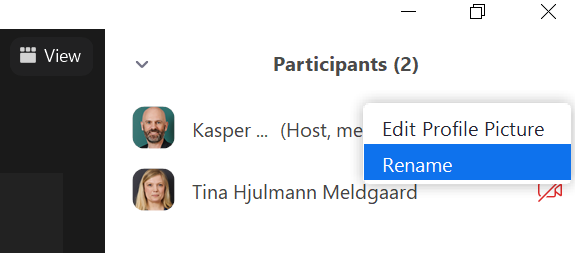 View
Participants (2)
Kasper ... (Host, me
Edit Profile Picture
Rename
Tina Hjulmann Meldgaard